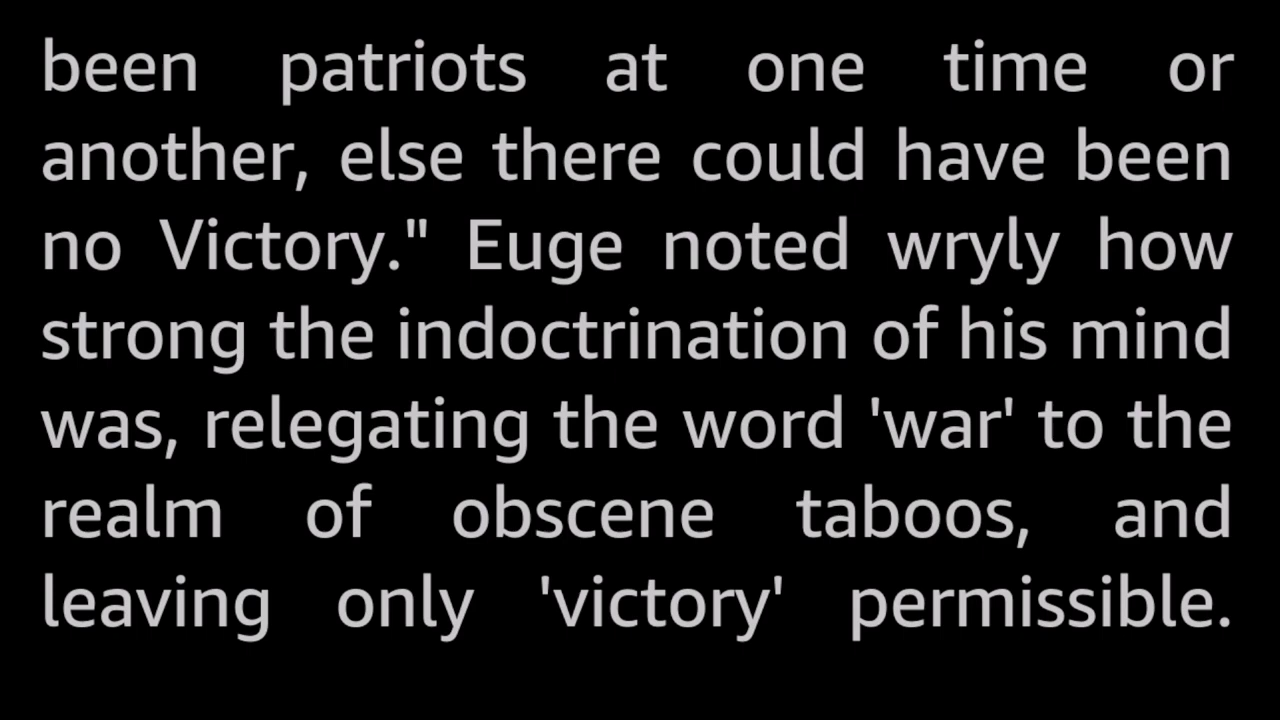 been patriots at one time or
another, else there could have been
no Victory." Euge noted wryly how
strong the indoctrination of his mind
was, relegating the word 'war' to the
realm of obscene taboos, and
leaving only 'victory' permissible.